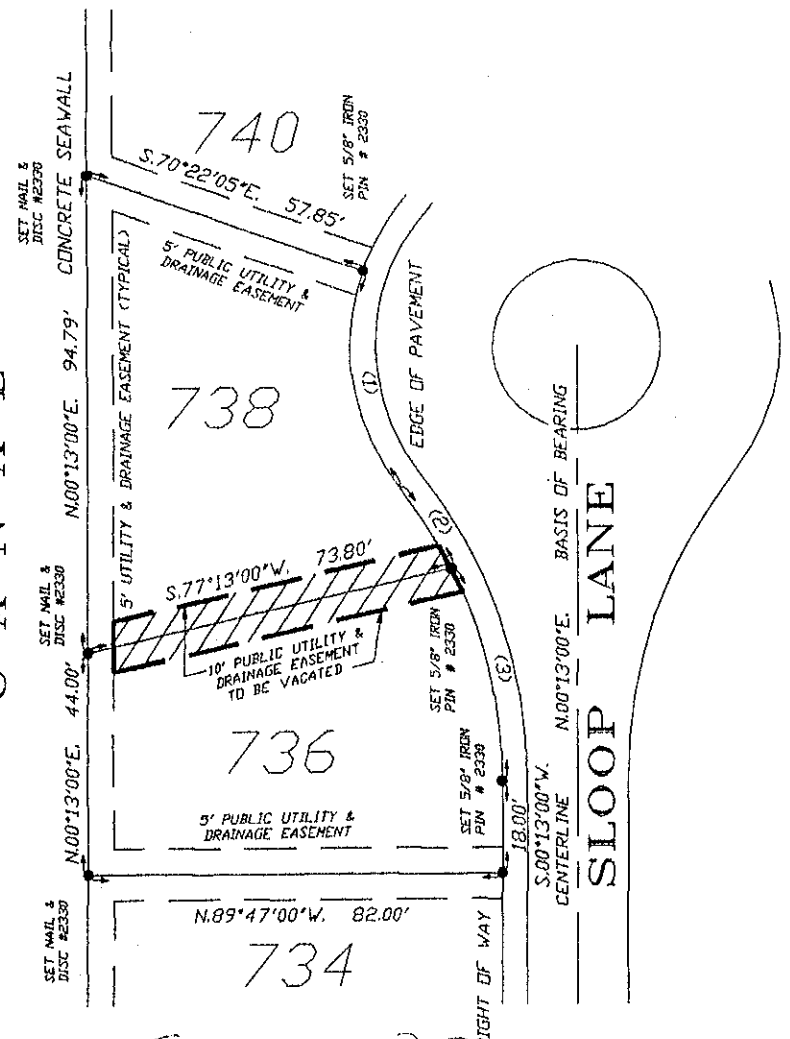 740
SET NAIL &
DISC #2330
CONCRETE SEAWALL
S.70°22'05"E. 57.85'
SET 5/8" IRON
PIN # 2330
5' PUBLIC UTILITY &
DRAINAGE EASEMENT
N.00°13'00"E. 94.79'
5' UTILITY & DRAINAGE EASEMENT (TYPICAL)
738
(1)
EDGE OF PAVEMENT
(2)
SET NAIL &
DISC #2330
S.77°13'00"W. 73.80'
10' PUBLIC UTILITY &
DRAINAGE EASEMENT
TO BE VACATED
SET 5/8" IRON
PIN # 2330
(3)
N.00°13'00"E. 44.00'
736
SET 5/8" IRON
PIN # 2330
5' PUBLIC UTILITY &
DRAINAGE EASEMENT
18.00'
S.00°13'00"W.
CENTERLINE N.00°13'00"E. BASIS OF BEARING
SLOOP LANE
SET NAIL &
DISC #2330
N.89°47'00"W. 82.00'
734
IGHT OF WAY